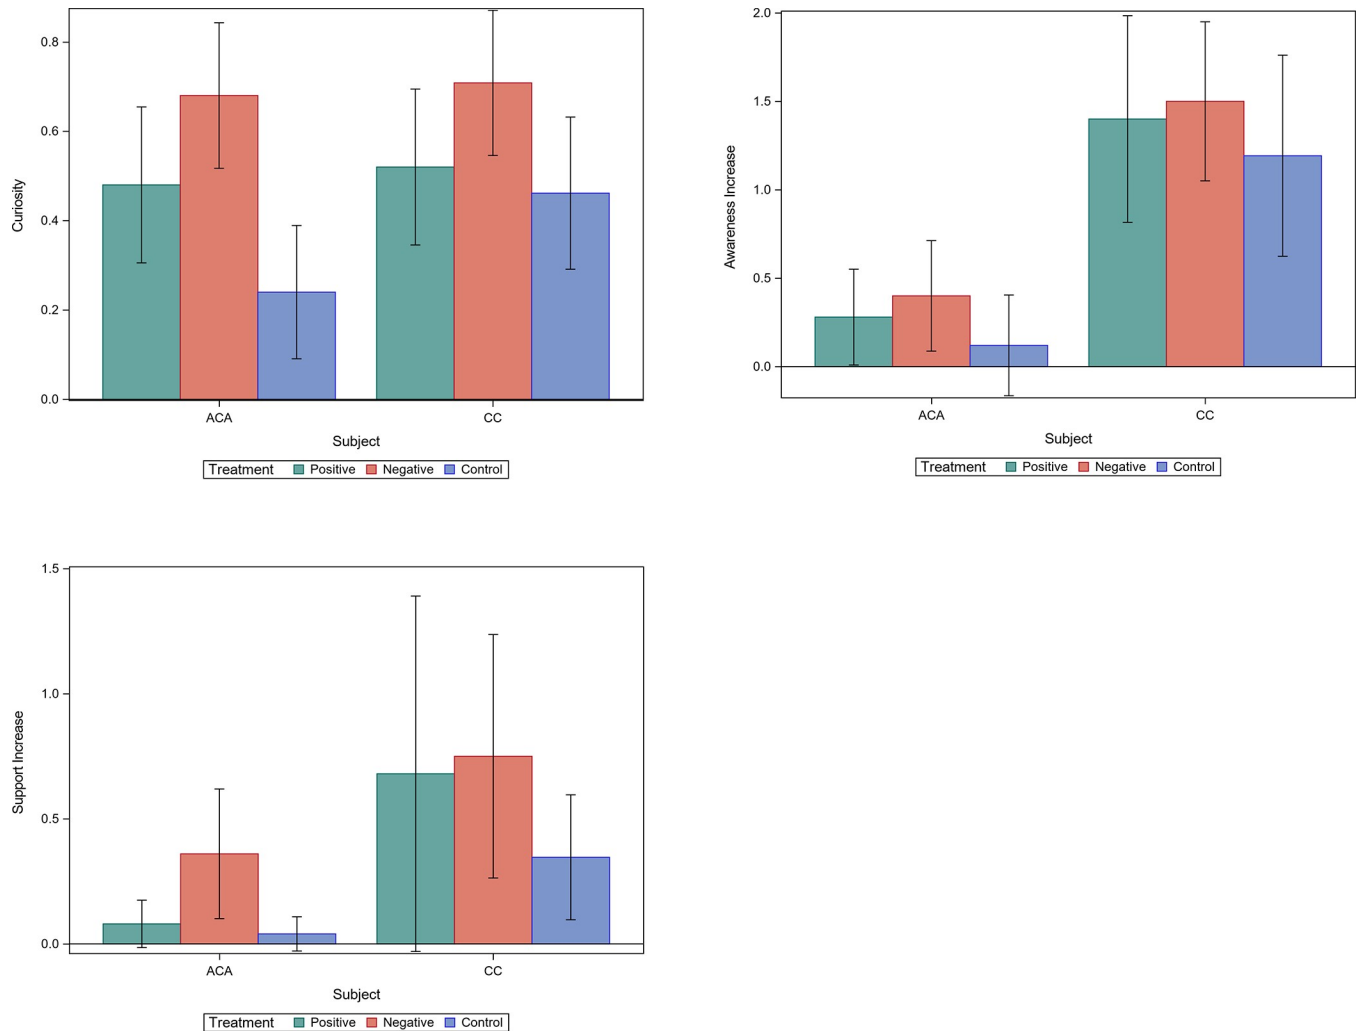 0.8
0.6
0.4
0.2
0.0
Curiosity
ACA
CC
Subject
Treatment Positive Negative Control
2.0
1.5
1.0
0.5
0.0
Awareness Increase
ACA
CC
Subject
Treatment Positive Negative Control
1.5
1.0
0.5
0.0
Support Increase
ACA
CC
Subject
Treatment Positive Negative Control